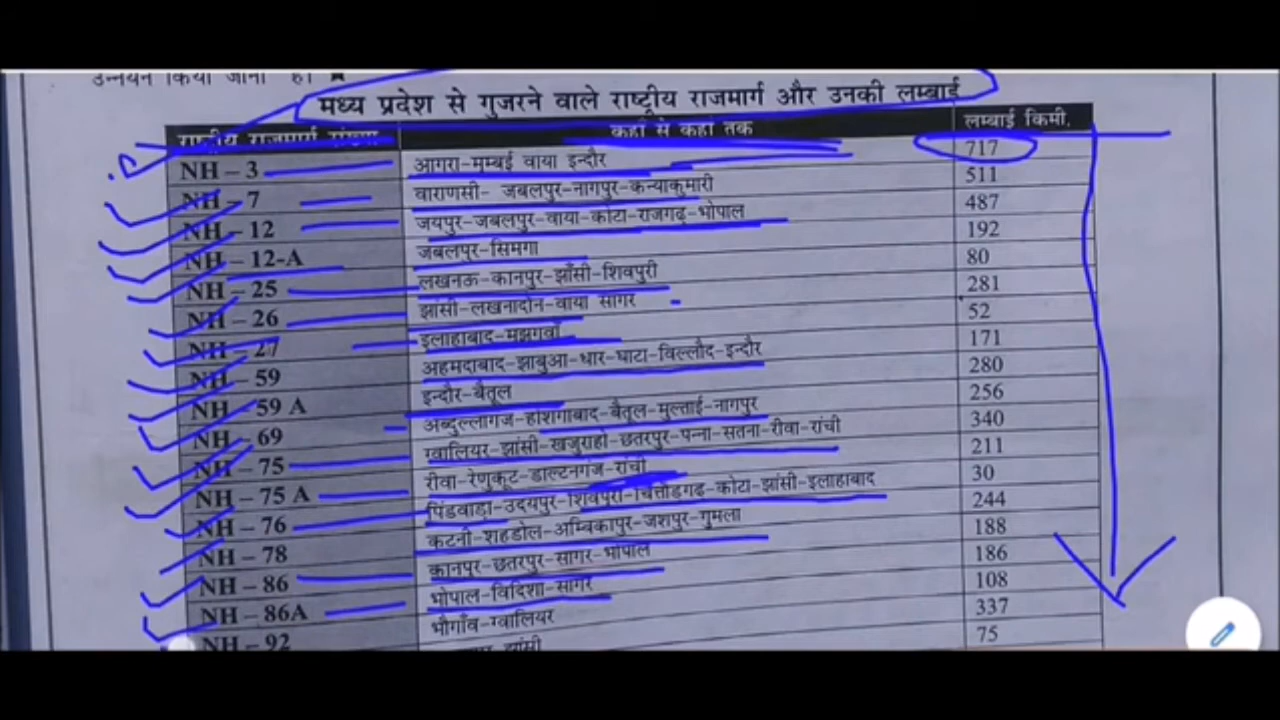 उन्नयन किया जाना है। ★
मध्य प्रदेश से गुजरने वाले राष्ट्रीय राजमार्ग और उनकी लम्बाई
राष्ट्रीय राजमार्ग संख्या कहाँ से कहां तक लम्बाई किमी.
NH – 3 आगरा-मुम्बई वाया इन्दौर 717
NH – 7 वाराणसी- जबलपुर-नागपुर-कन्याकुमारी 511
NH – 12 जयपुर-जबलपुर-वाया-कोटा-राजगढ़-भोपाल 487
NH – 12-A जबलपुर-सिमगा 192
NH – 25 लखनऊ-कानपुर-झाँसी-शिवपुरी 80
NH – 26 झांसी-लखनादोन-वाया सागर 281
NH – 27 इलाहाबाद-मझगवाँ 52
NH – 59 अहमदाबाद-झाबुआ-धार-घाटा-विल्लौद-इन्दौर 171
NH – 59 A इन्दौर-बैतूल 280
NH – 69 अब्दुल्लागंज-होशंगाबाद-बैतूल-मुल्ताई-नागपुर 256
NH – 75 ग्वालियर-झांसी-खजुराहो-छतरपुर-पन्ना-सतना-रीवा-रांची 340
NH – 75 A रीवा-रेणुकूट-डाल्टनगंज-रांची 211
NH – 76 पिंडवाड़ा-उदयपुर-शिवपुरी-चित्तौडगढ़-कोटा-झांसी-इलाहाबाद 30
NH – 78 कटनी-शहडोल-अम्बिकापुर-जशपुर-गुमला 244
NH – 86 कानपुर-छतरपुर-सागर-भोपाल 188
NH – 86A भोपाल-विदिशा-सागर 186
NH – 92 भौगाँव-ग्वालियर 108
झांसी 337
75